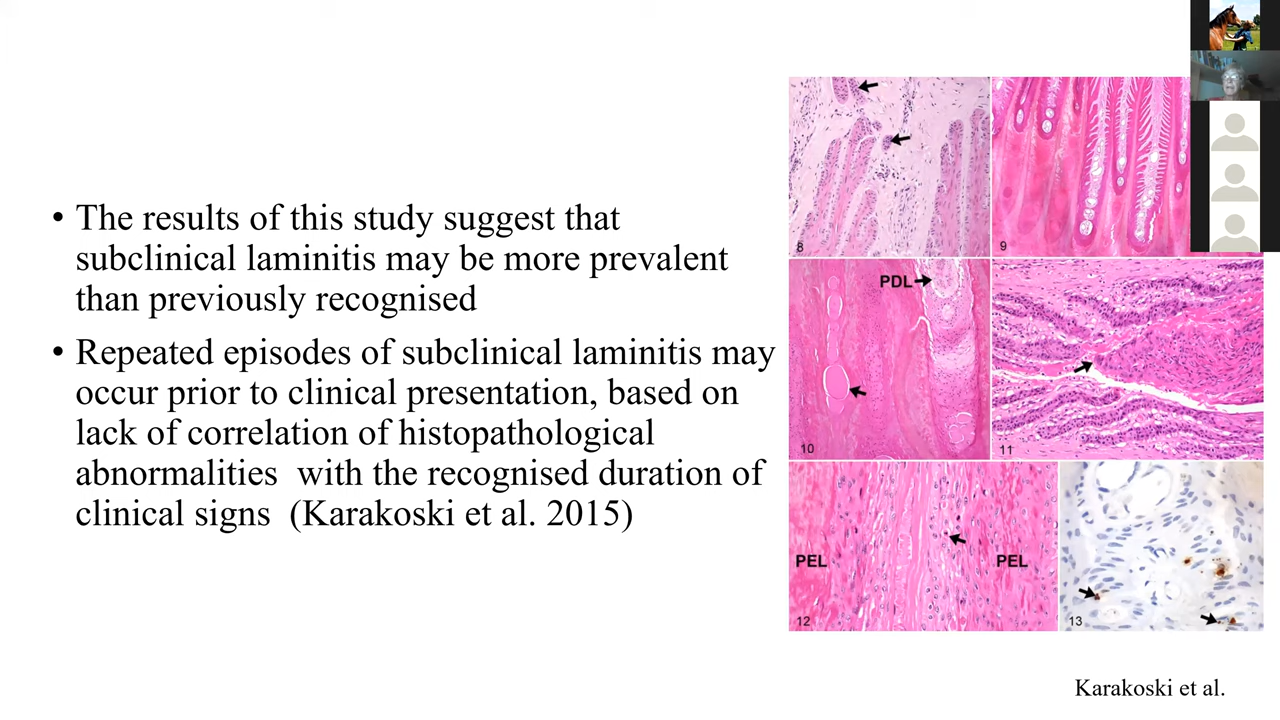 • The results of this study suggest that
subclinical laminitis may be more prevalent
than previously recognised
• Repeated episodes of subclinical laminitis may
occur prior to clinical presentation, based on
lack of correlation of histopathological
abnormalities  with the recognised duration of
clinical signs  (Karakoski et al. 2015)
8
9
PDL
10
11
PEL
PEL
12
13
Karakoski et al.